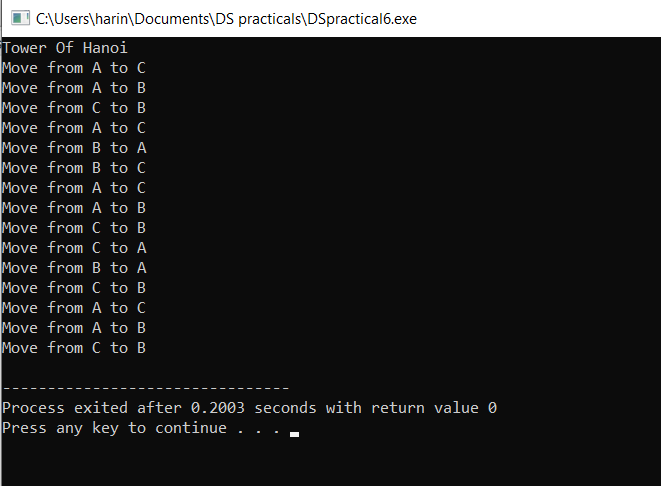 C:\Users\harin\Documents\DS practicals\DSpractical6.exe
Tower Of Hanoi
Move from A to C
Move from A to B
Move from C to B
Move from A to C
Move from B to A
Move from B to C
Move from A to C
Move from A to B
Move from C to B
Move from C to A
Move from B to A
Move from C to B
Move from A to C
Move from A to B
Move from C to B
--------------------------------
Process exited after 0.2003 seconds with return value 0
Press any key to continue . . .